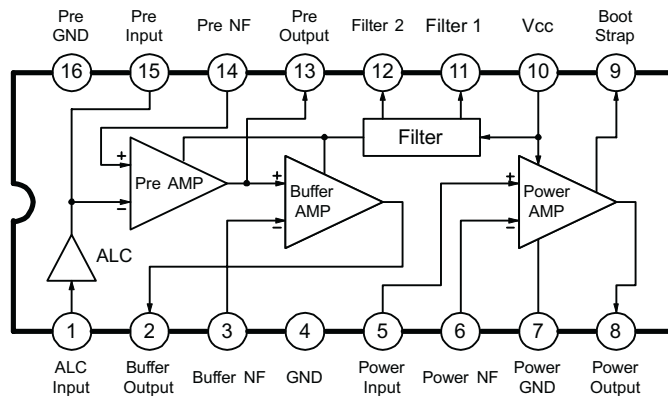 Pre GND
Pre Input
Pre NF
Pre Output
Filter 2
Filter 1
Vcc
Boot Strap
16
15
14
13
12
11
10
9
Filter
+
Pre AMP
−
+
Buffer AMP
−
+
Power AMP
−
ALC
1
2
3
4
5
6
7
8
ALC Input
Buffer Output
Buffer NF
GND
Power Input
Power NF
Power GND
Power Output